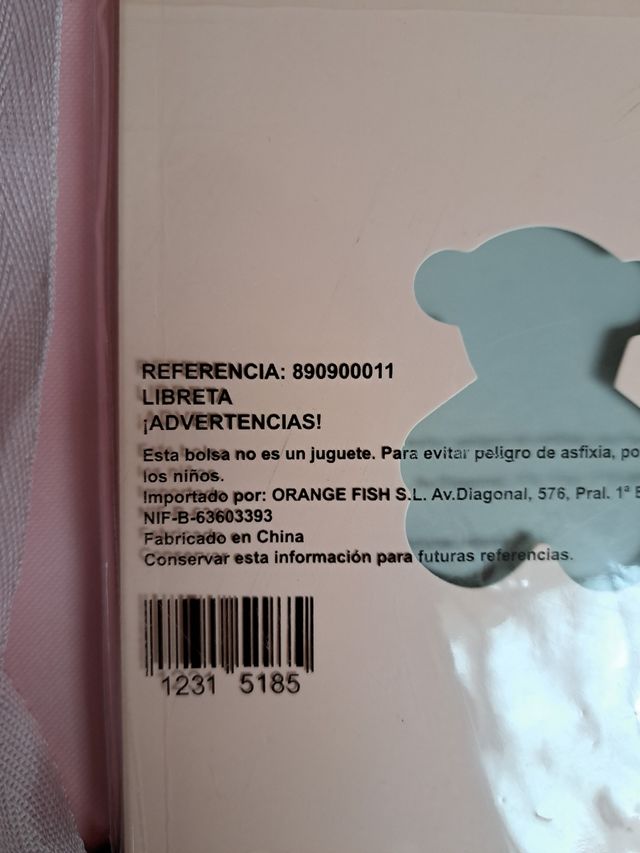 REFERENCIA: 890900011
LIBRETA
¡ADVERTENCIAS!
Esta bolsa no es un juguete. Para evitar peligro de asfixia,
los niños.
Importado por: ORANGE FISH S.L. Av.Diagonal, 576, Pral. 1ª
NIF-B-63603393
Fabricado en China
Conservar esta información para futuras referencias.
1231 5185